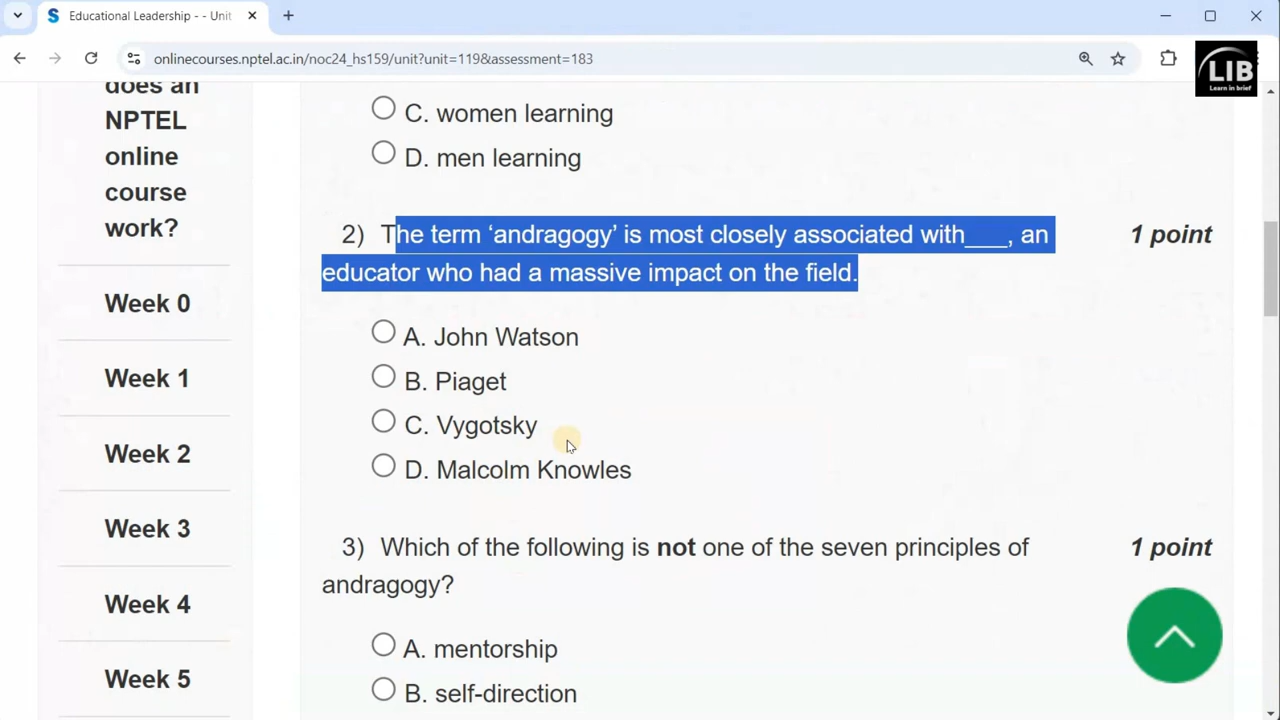 Educational Leadership - - Unit
onlinecourses.nptel.ac.in/noc24_hs159/unit?unit=119&assessment=183
LIB
Learn in brief
does an
NPTEL
online
course
work?
Week 0
Week 1
Week 2
Week 3
Week 4
Week 5
C. women learning
D. men learning
2) The term ‘andragogy’ is most closely associated with___, an 1 point
educator who had a massive impact on the field.
A. John Watson
B. Piaget
C. Vygotsky
D. Malcolm Knowles
3) Which of the following is not one of the seven principles of 1 point
andragogy?
A. mentorship
B. self-direction